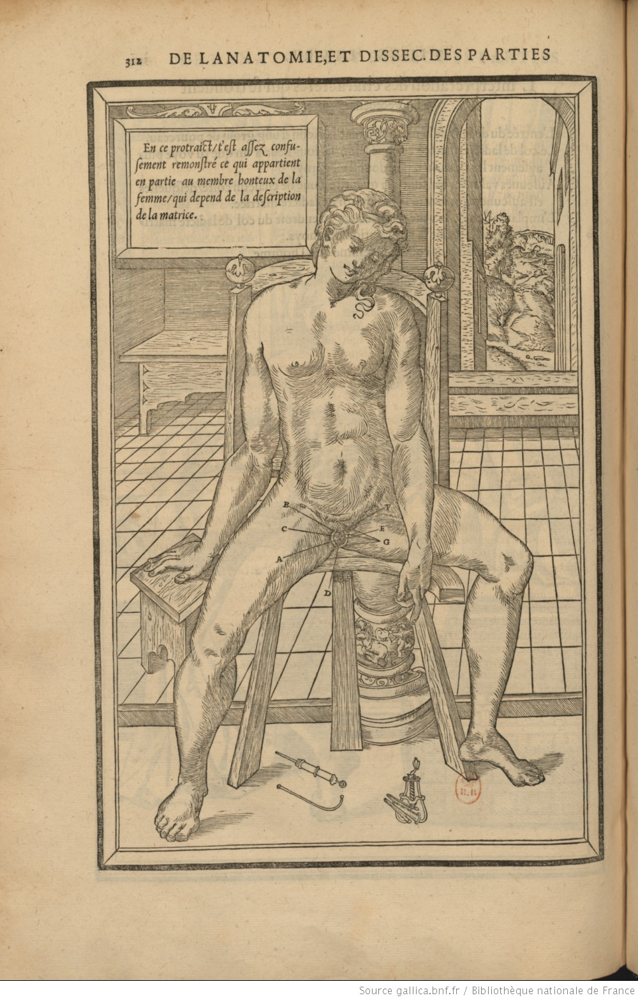 312 DE LANATOMIE,ET DISSEC. DES PARTIES
En ce protraict/t'est assez confu-
sement remonstré ce qui appartient
en partie au membre honteux de la
femme/qui depend de la description
de la matrice.
B F
C E
G
A
D
B.R
Source gallica.bnf.fr / Bibliothèque nationale de France